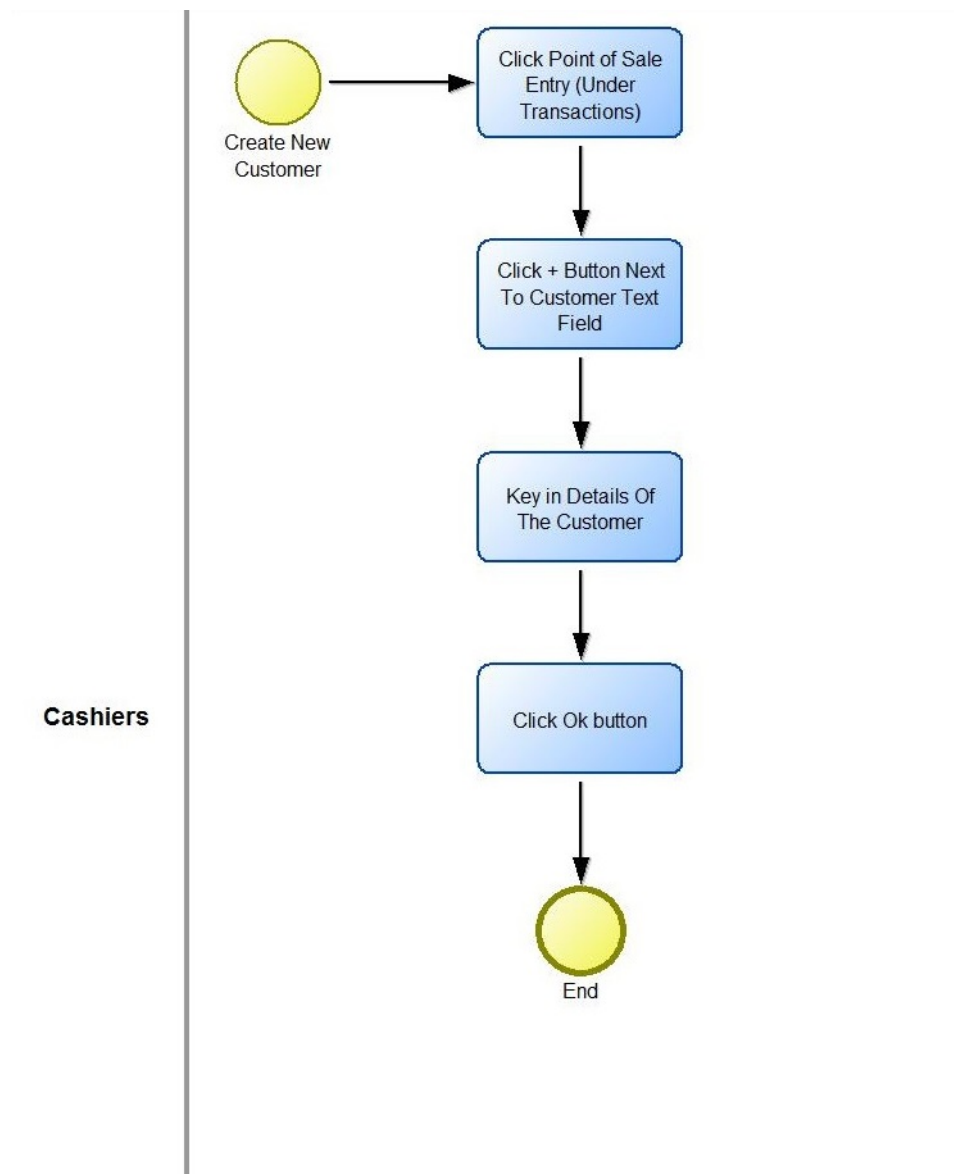 Click Point of Sale
Entry (Under
Transactions)
Create New
Customer
Click + Button Next
To Customer Text
Field
Key in Details Of
The Customer
Cashiers
Click Ok button
End